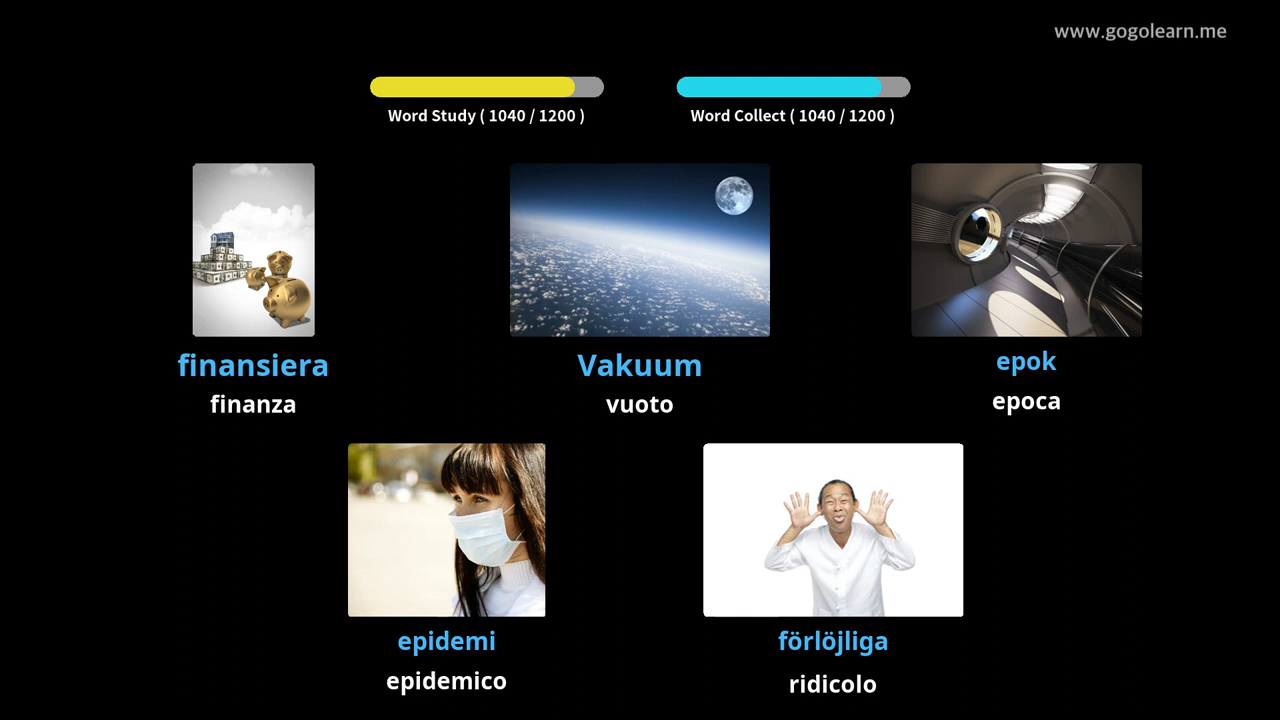 www.gogolearn.me
Word Study ( 1040 / 1200 )
Word Collect ( 1040 / 1200 )
finansiera
finanza
Vakuum
vuoto
epok
epoca
epidemi
epidemico
förlöjliga
ridicolo